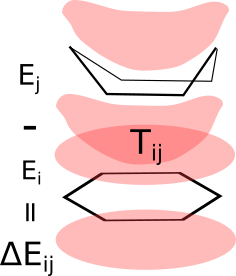 Ej
-
Tij
Ei
=
ΔEij